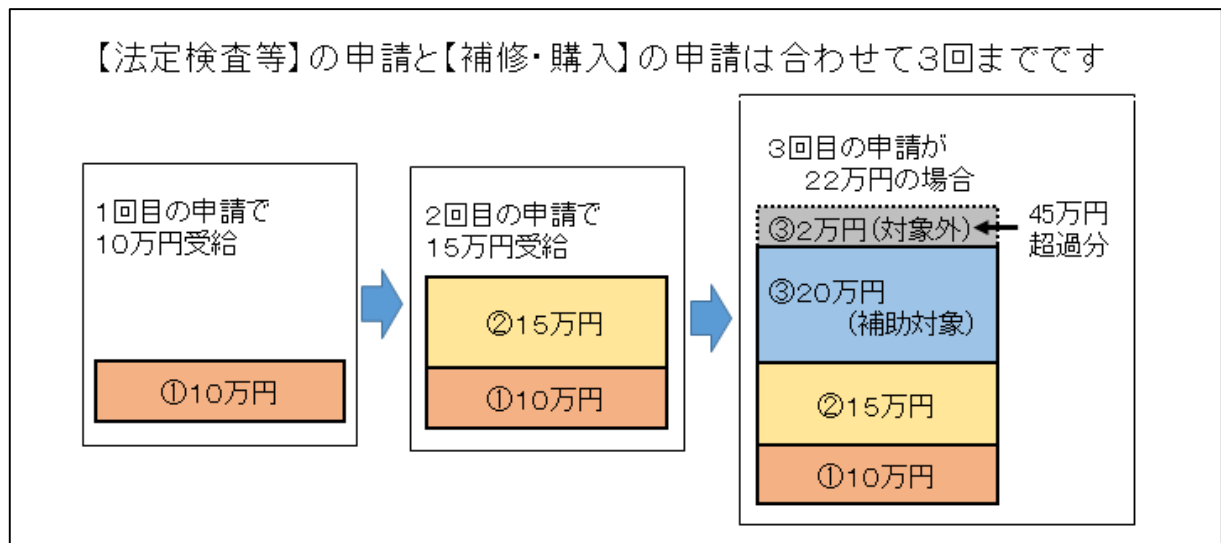 【法定検査等】の申請と【補修・購入】の申請は合わせて3回までです
1回目の申請で
10万円受給
①10万円
2回目の申請で
15万円受給
②15万円
①10万円
3回目の申請が
22万円の場合
③2万円(対象外)
45万円
超過分
③20万円
(補助対象)
②15万円
①10万円